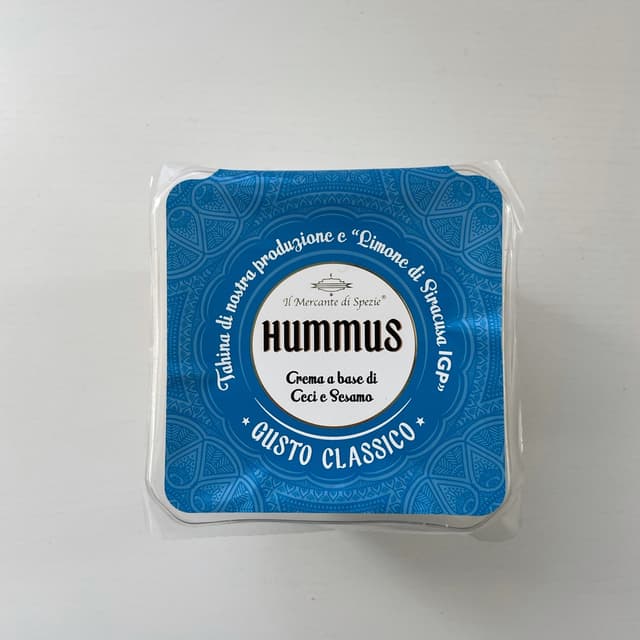 Tahina di nostra produzione e "Limone di Siracusa IGP"
Il Mercante di Spezie®
HUMMUS
Crema a base di
Ceci e Sesamo
★ GUSTO CLASSICO ★